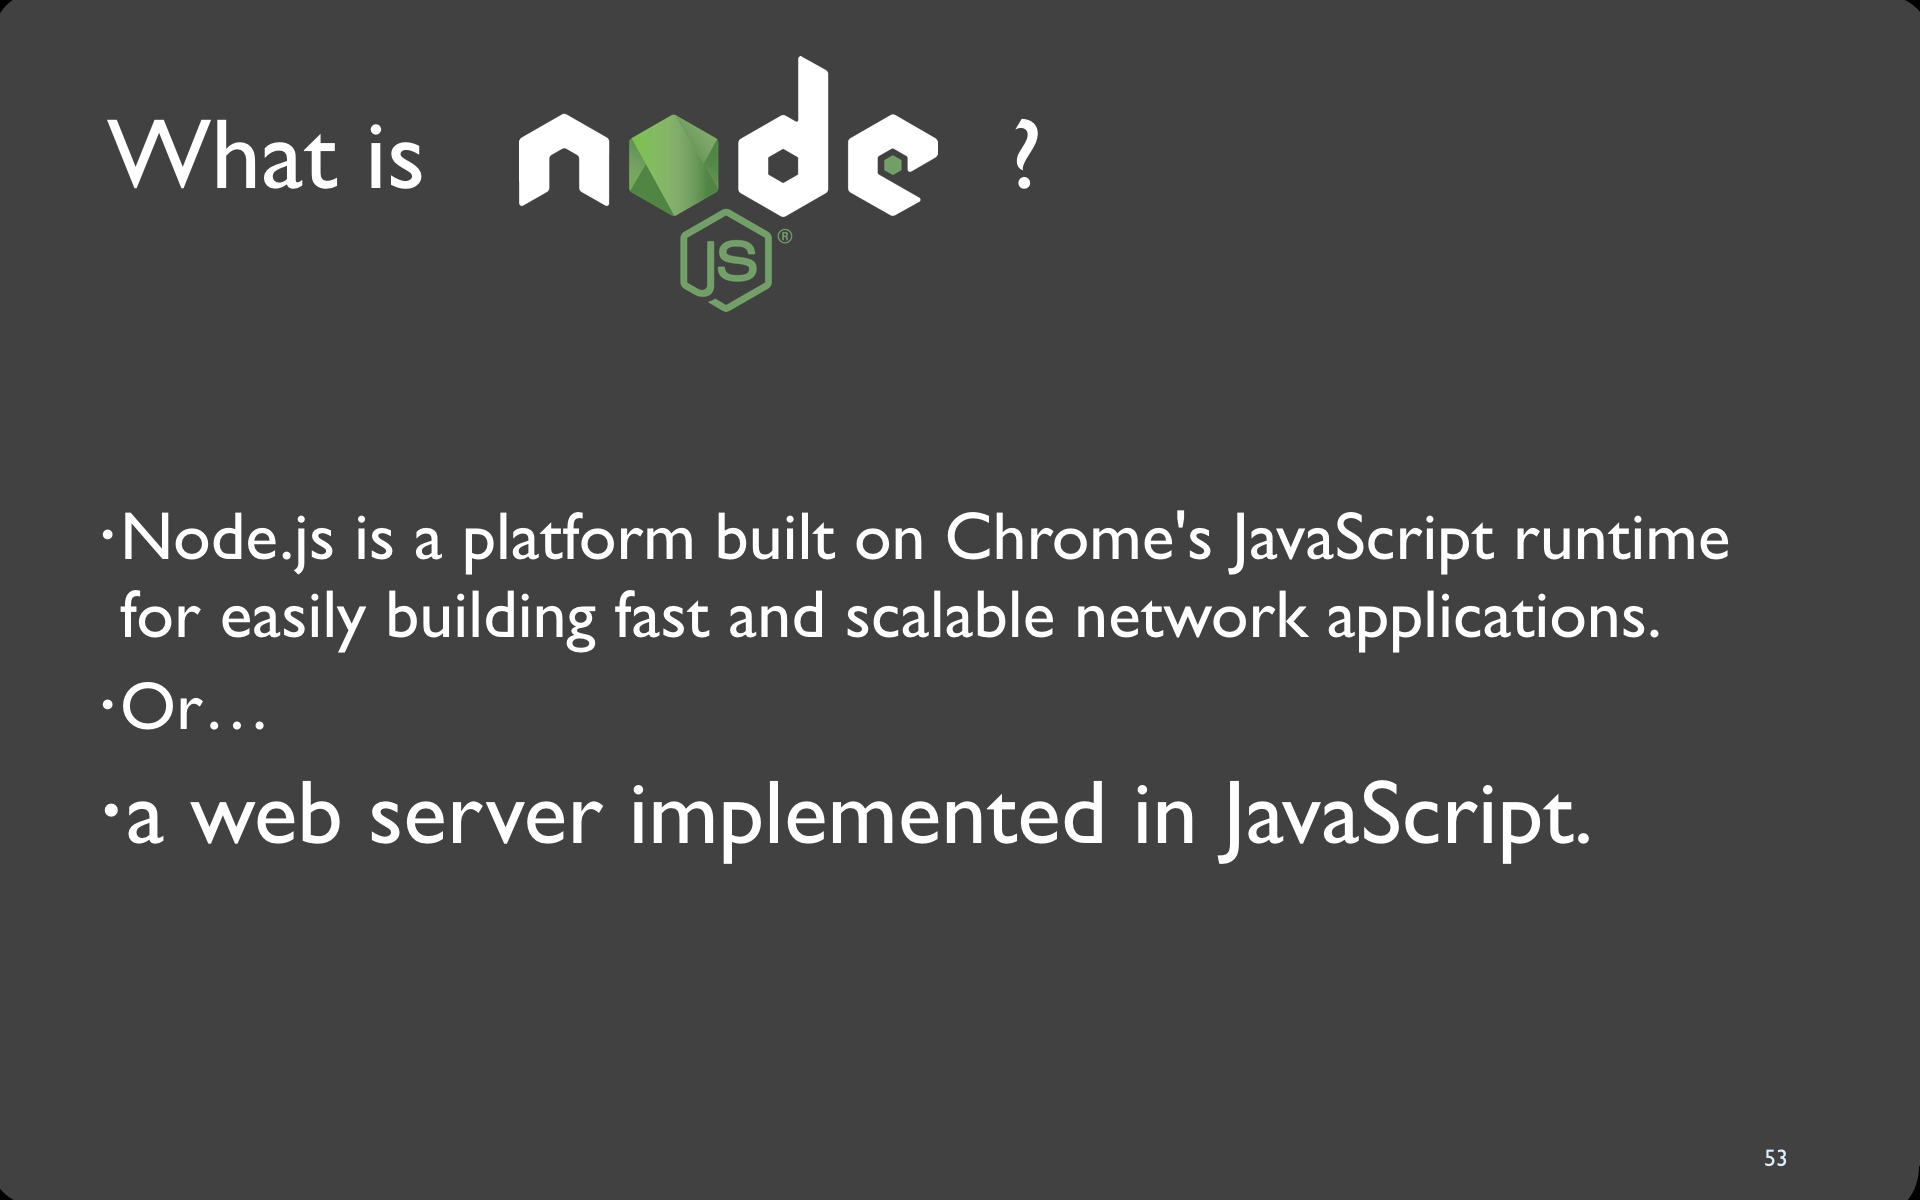 What is node ?
JS ®
•Node.js is a platform built on Chrome's JavaScript runtime
for easily building fast and scalable network applications.
•Or…
•a web server implemented in JavaScript.
53